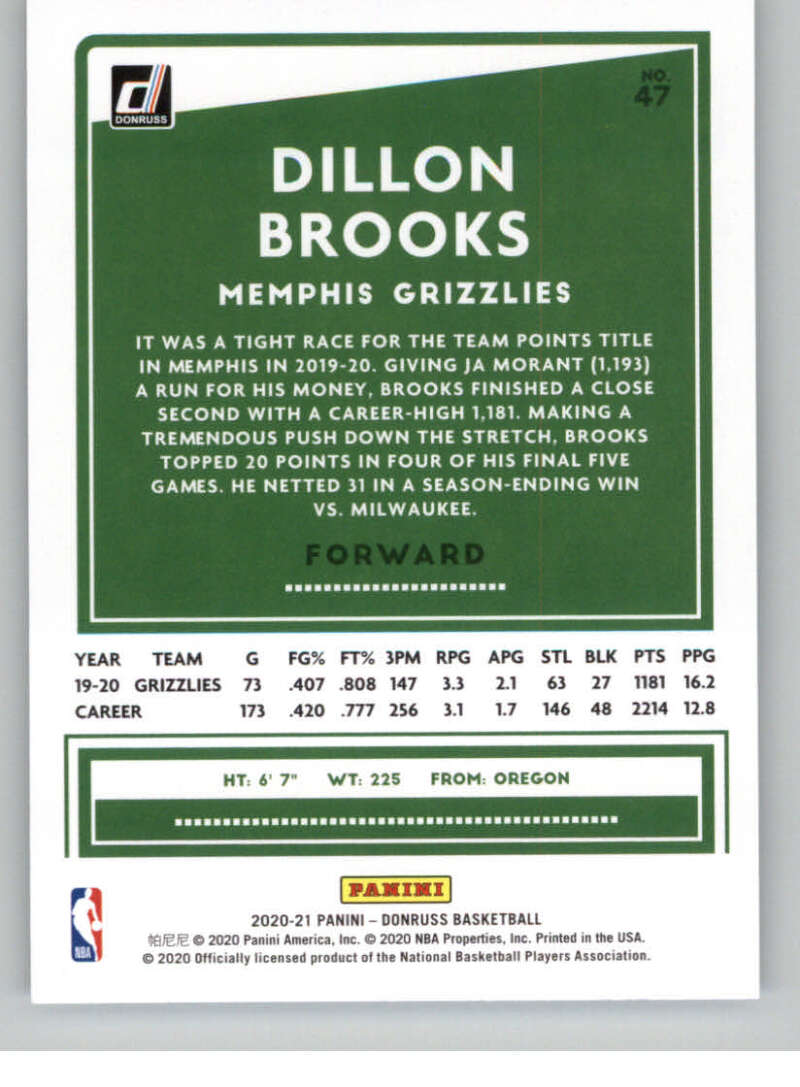 DONRUSS
NO.
47
DILLON
BROOKS
MEMPHIS GRIZZLIES
IT WAS A TIGHT RACE FOR THE TEAM POINTS TITLE
IN MEMPHIS IN 2019-20. GIVING JA MORANT (1,193)
A RUN FOR HIS MONEY, BROOKS FINISHED A CLOSE
SECOND WITH A CAREER-HIGH 1,181. MAKING A
TREMENDOUS PUSH DOWN THE STRETCH, BROOKS
TOPPED 20 POINTS IN FOUR OF HIS FINAL FIVE
GAMES. HE NETTED 31 IN A SEASON-ENDING WIN
VS. MILWAUKEE.
FORWARD
YEAR TEAM G FG% FT% 3PM RPG APG STL BLK PTS PPG
19-20 GRIZZLIES 73 .407 .808 147 3.3 2.1 63 27 1181 16.2
CAREER 173 .420 .777 256 3.1 1.7 146 48 2214 12.8
HT: 6' 7" WT: 225 FROM: OREGON
PANINI
2020-21 PANINI – DONRUSS BASKETBALL
帕尼尼 © 2020 Panini America, Inc. © 2020 NBA Properties, Inc. Printed in the USA.
© 2020 Officially licensed product of the National Basketball Players Association.
NBA